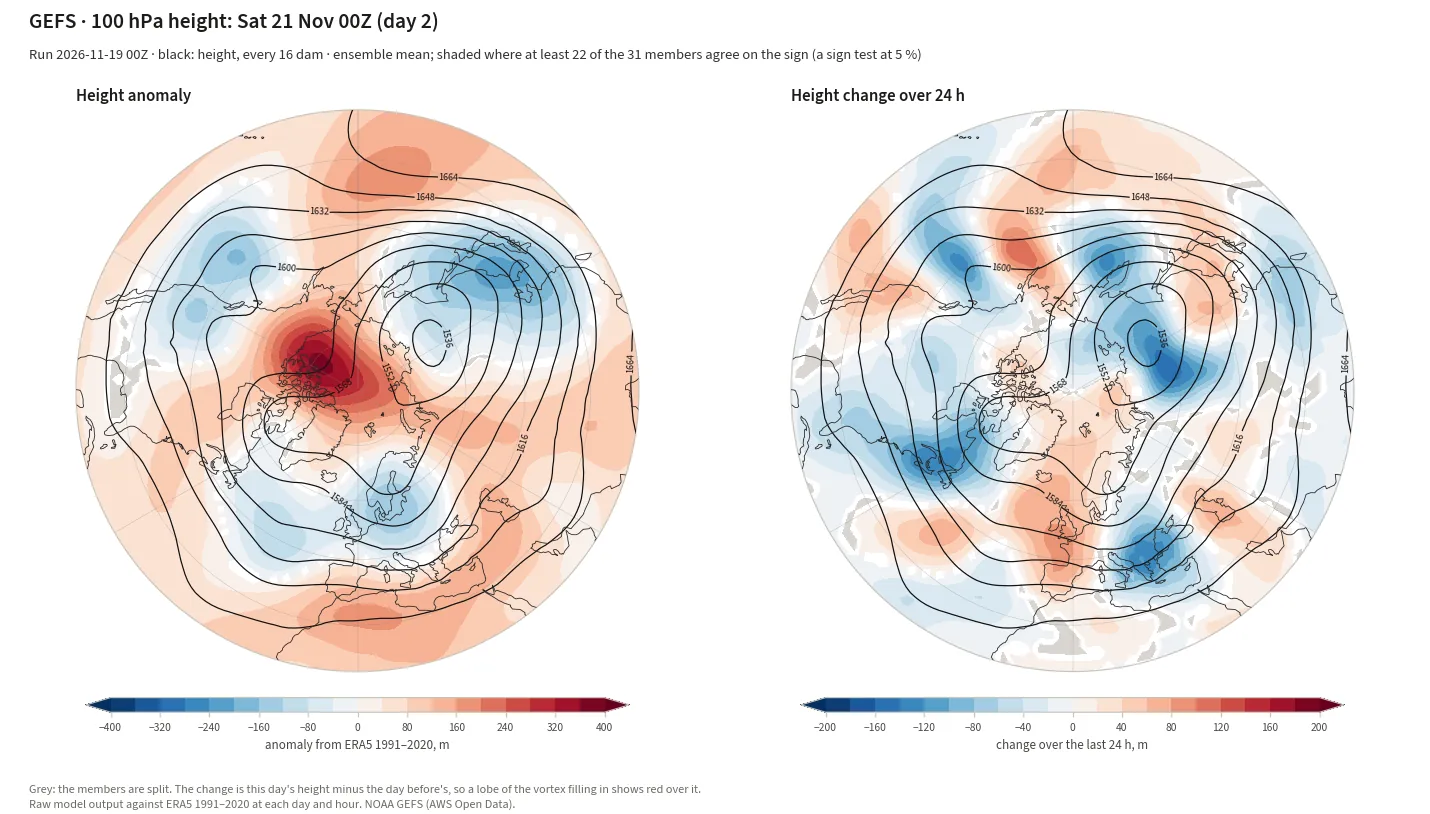 GEFS · 100 hPa height: Sat 21 Nov 00Z (day 2)
Run 2026-11-19 00Z · black: height, every 16 dam · ensemble mean; shaded where at least 22 of the 31 members agree on the sign (a sign test at 5 %)
Height anomaly
Height change over 24 h
1664
1648
1632
1600
1536
1552
1568
1664
1616
1584
1664
1648
1632
1600
1536
1552
1568
1664
1616
1584
−400 −320 −240 −160 −80 0 80 160 240 320 400
anomaly from ERA5 1991–2020, m
−200 −160 −120 −80 −40 0 40 80 120 160 200
change over the last 24 h, m
Grey: the members are split. The change is this day's height minus the day before's, so a lobe of the vortex filling in shows red over it.
Raw model output against ERA5 1991–2020 at each day and hour. NOAA GEFS (AWS Open Data).